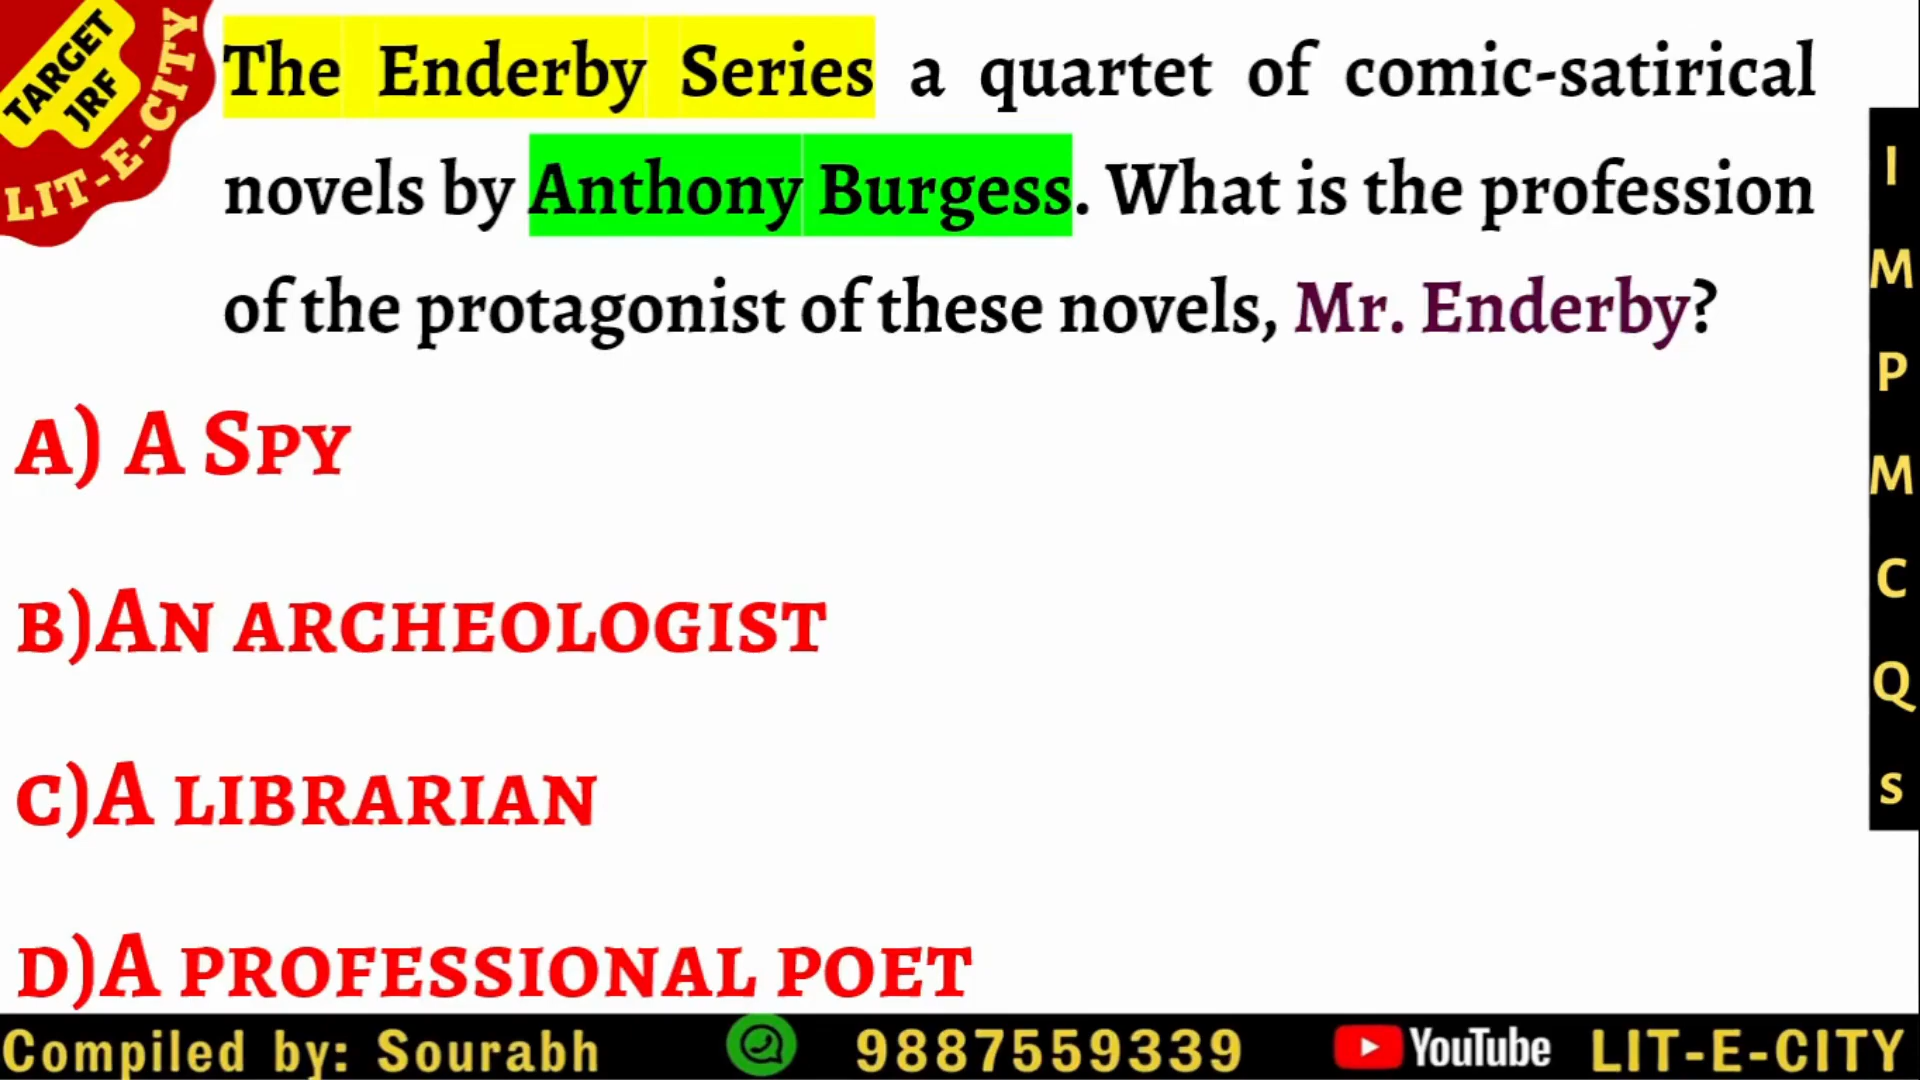 TARGET
JRF
LIT-E-CITY
The Enderby Series a quartet of comic-satirical
novels by Anthony Burgess. What is the profession
of the protagonist of these novels, Mr. Enderby?
A) A Spy
B)An archeologist
C)A librarian
D)A professional poet
I
M
P
M
C
Q
s
Compiled by: Sourabh 9887559339 YouTube LIT-E-CITY